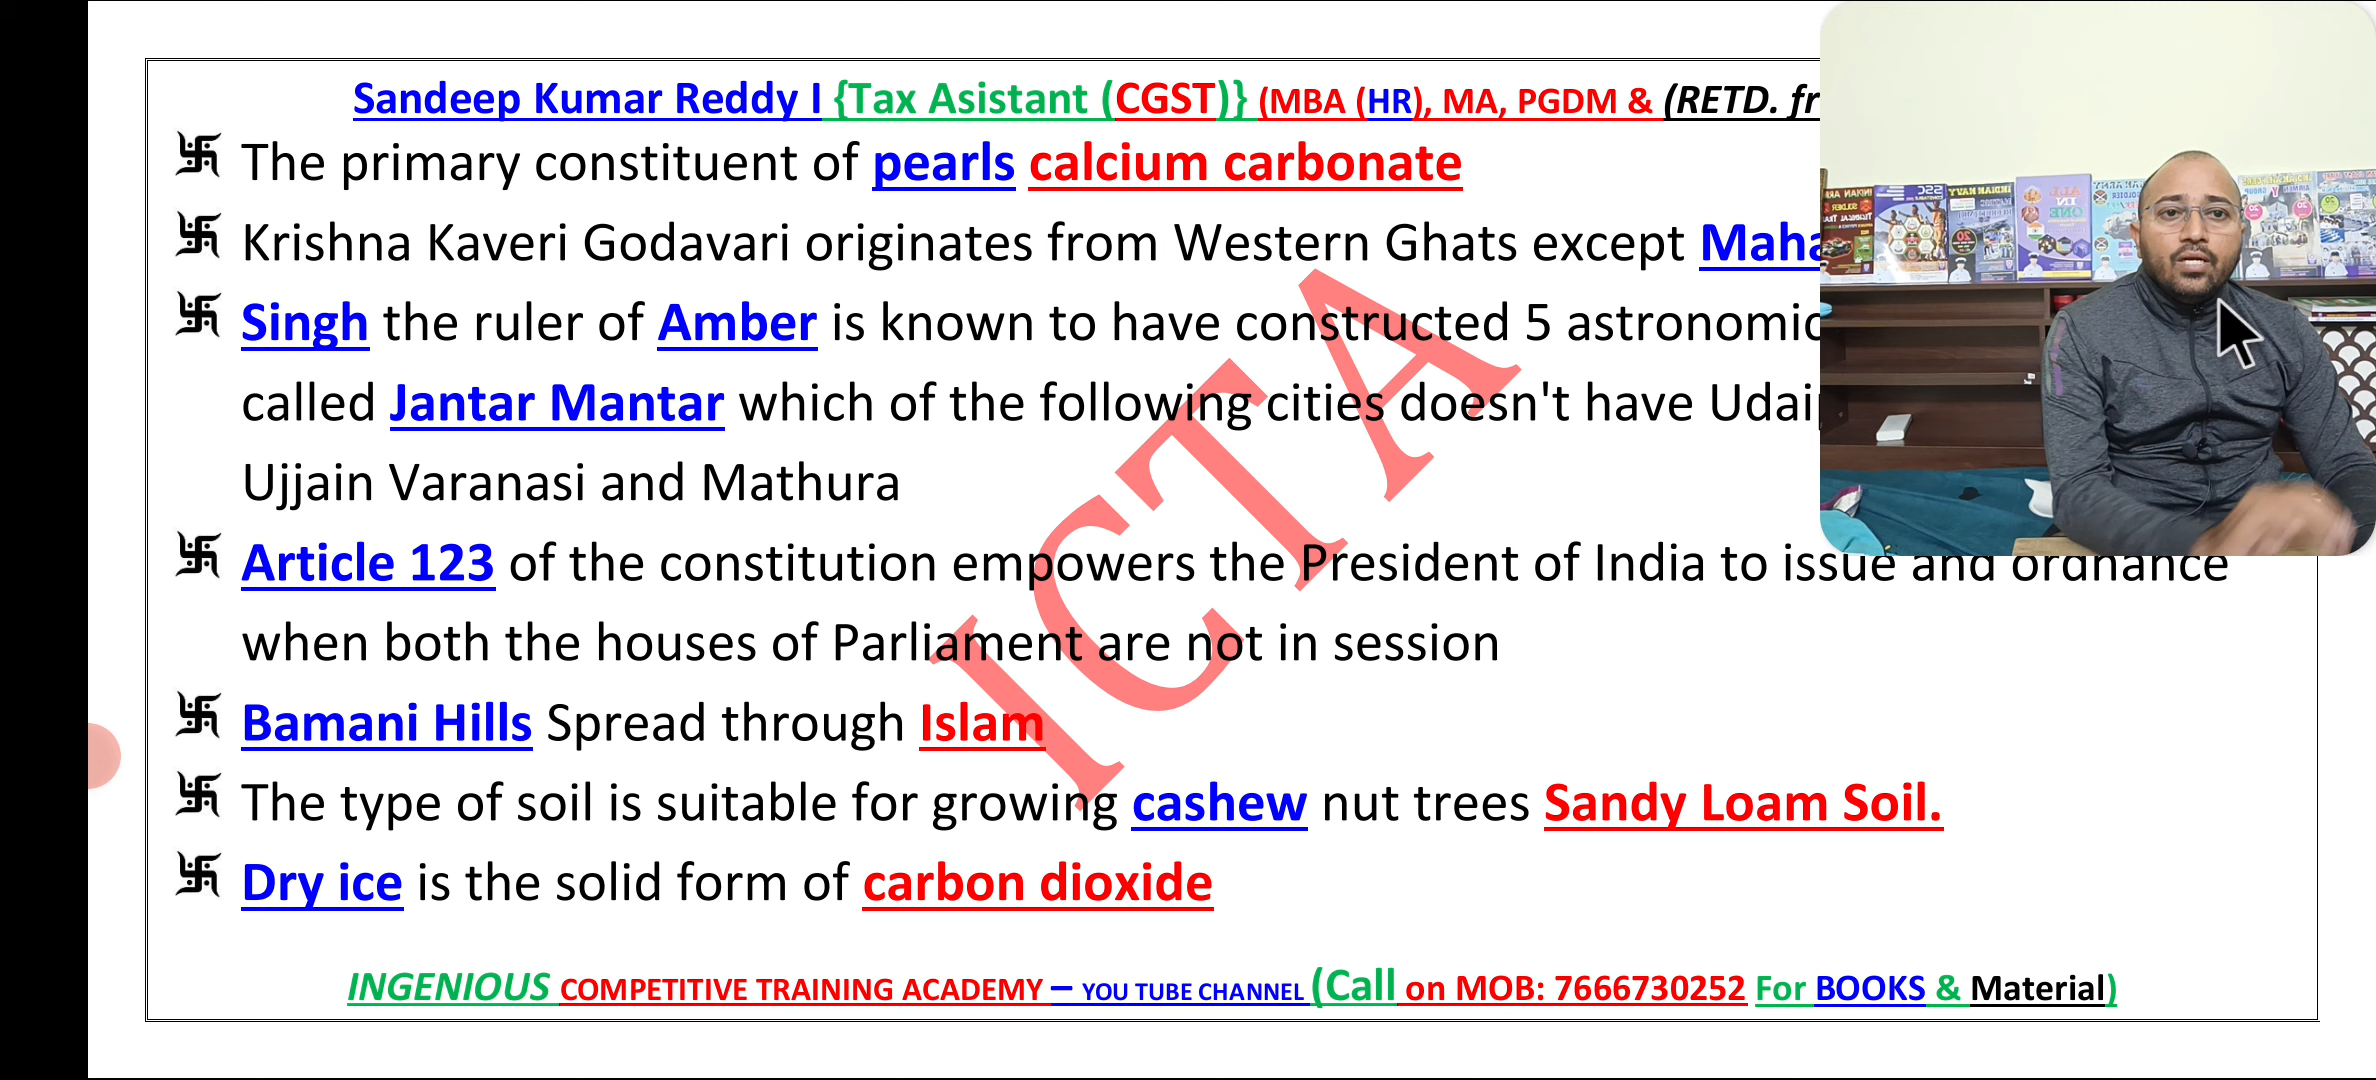 Sandeep Kumar Reddy I {Tax Asistant (CGST)} (MBA (HR), MA, PGDM & (RETD. fr
The primary constituent of pearls calcium carbonate
Krishna Kaveri Godavari originates from Western Ghats except Maha
Singh the ruler of Amber is known to have constructed 5 astronomic
called Jantar Mantar which of the following cities doesn't have Udai
Ujjain Varanasi and Mathura
Article 123 of the constitution empowers the President of India to issue and ordnance
when both the houses of Parliament are not in session
Bamani Hills Spread through Islam
The type of soil is suitable for growing cashew nut trees Sandy Loam Soil.
Dry ice is the solid form of carbon dioxide
ICTA
INGENIOUS COMPETITIVE TRAINING ACADEMY – YOU TUBE CHANNEL (Call on MOB: 7666730252 For BOOKS & Material)